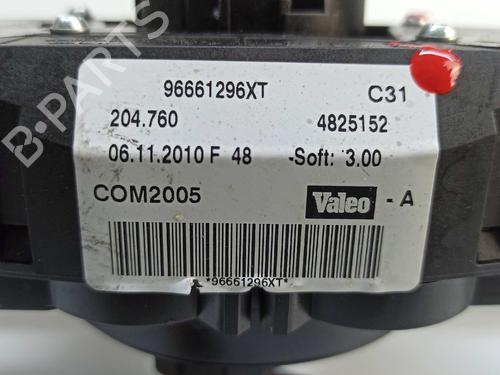 96661296XT C31
204.760 4825152
06.11.2010 F 48 -Soft: 3.00
COM2005 Valeo -A
*96661296XT*
B-PARTS